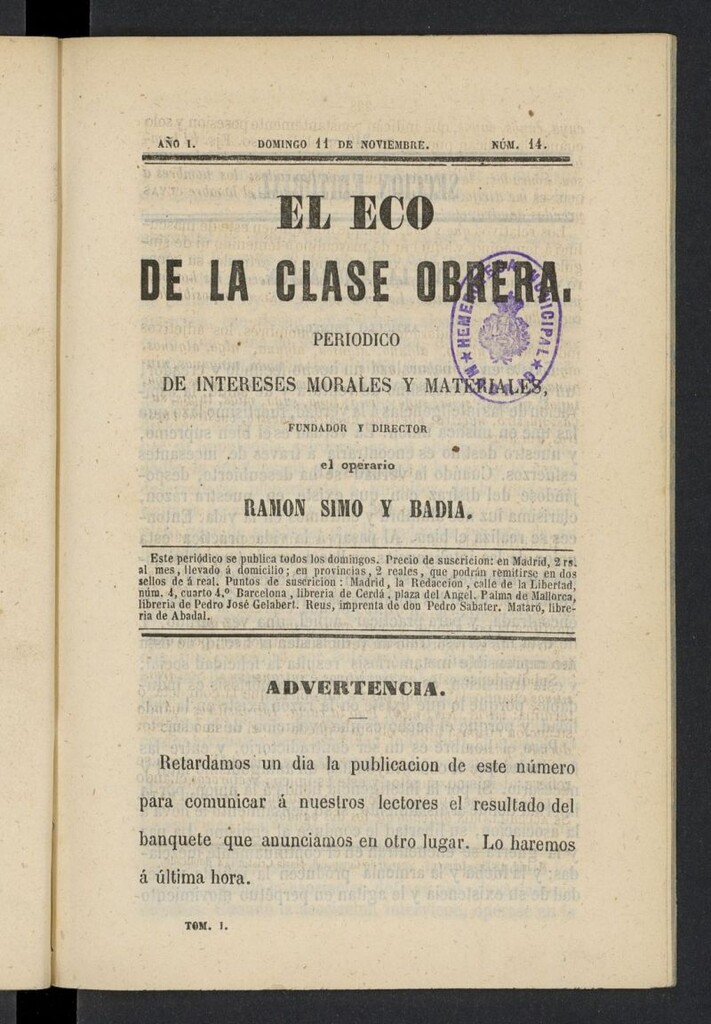 AÑO I. DOMINGO 11 DE NOVIEMBRE. NÚM. 14.
EL ECO
DE LA CLASE OBRERA.
PERIODICO
DE INTERESES MORALES Y MATERIALES,
FUNDADOR Y DIRECTOR
el operario
RAMON SIMO Y BADIA.
Este periódico se publica todos los domingos. Precio de suscricion: en Madrid, 2 rs.
al mes, llevado á domicilio; en provincias, 2 reales, que podrán remitirse en dos
sellos de á real. Puntos de suscricion: Madrid, la Redaccion, calle de la Libertad,
núm. 4, cuarto 4.º Barcelona, libreria de Cerdá, plaza del Angel. Palma de Mallorca,
libreria de Pedro José Gelabert. Reus, imprenta de don Pedro Sabater. Mataró, libre-
ria de Abadal.
ADVERTENCIA.
Retardamos un dia la publicacion de este número
para comunicar á nuestros lectores el resultado del
banquete que anunciamos en otro lugar. Lo haremos
á última hora.
TOM. I.
HEMEROTECA MUNICIPAL
MADRID